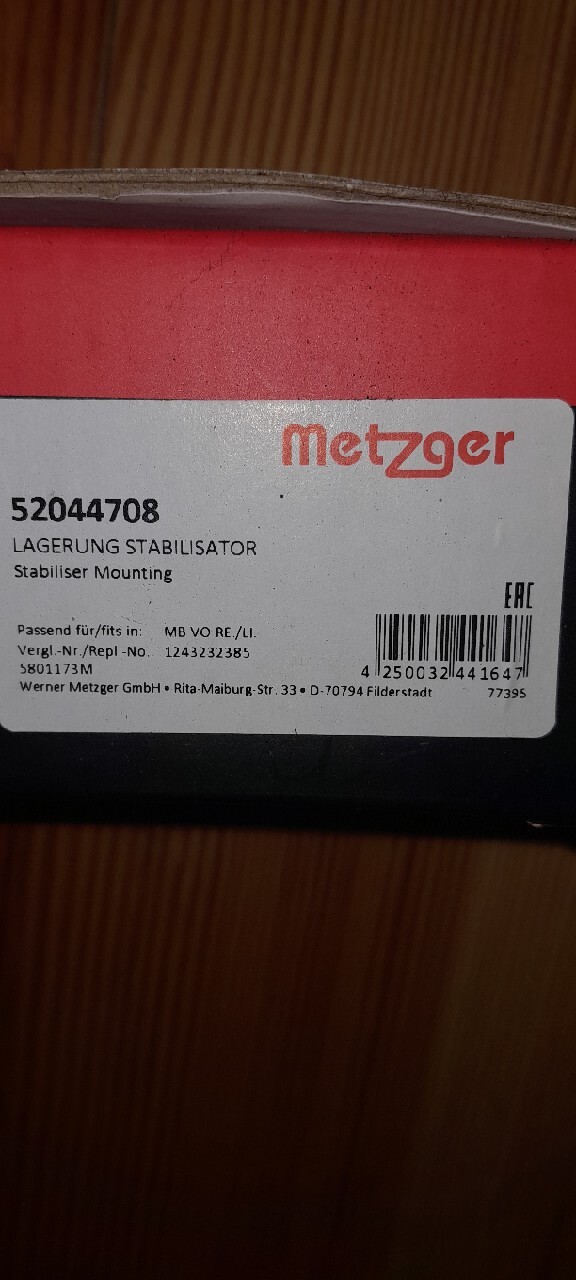 metzger
52044708
LAGERUNG STABILISATOR
Stabiliser Mounting
EAC
Passend für/fits in: MB VO RE./LI.
Vergl.-Nr./Repl.-No. 1243232385
5801173M
4 250032 441647
Werner Metzger GmbH • Rita-Maiburg-Str. 33 • D-70794 Filderstadt 77395